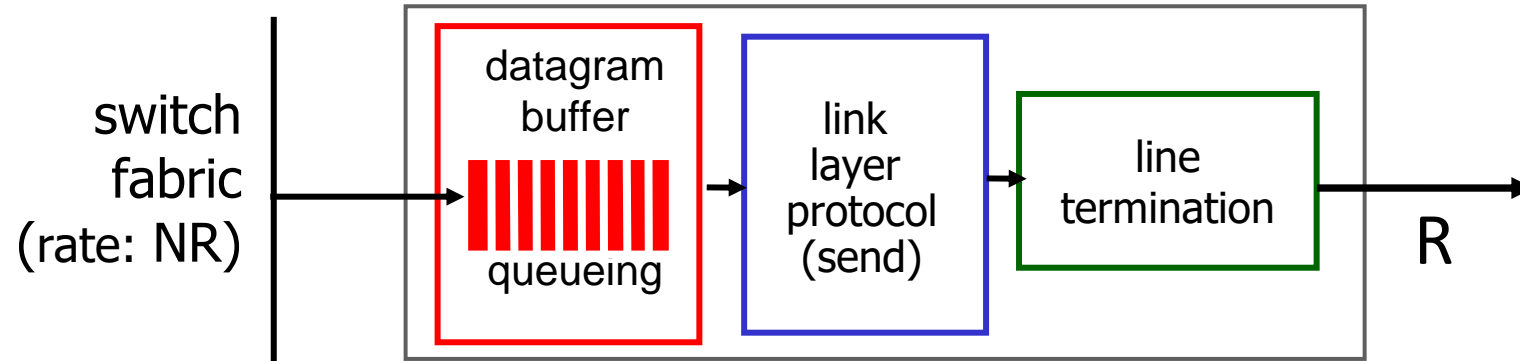 switch
fabric
(rate: NR)
datagram
buffer
queueing
link
layer
protocol
(send)
line
termination
R